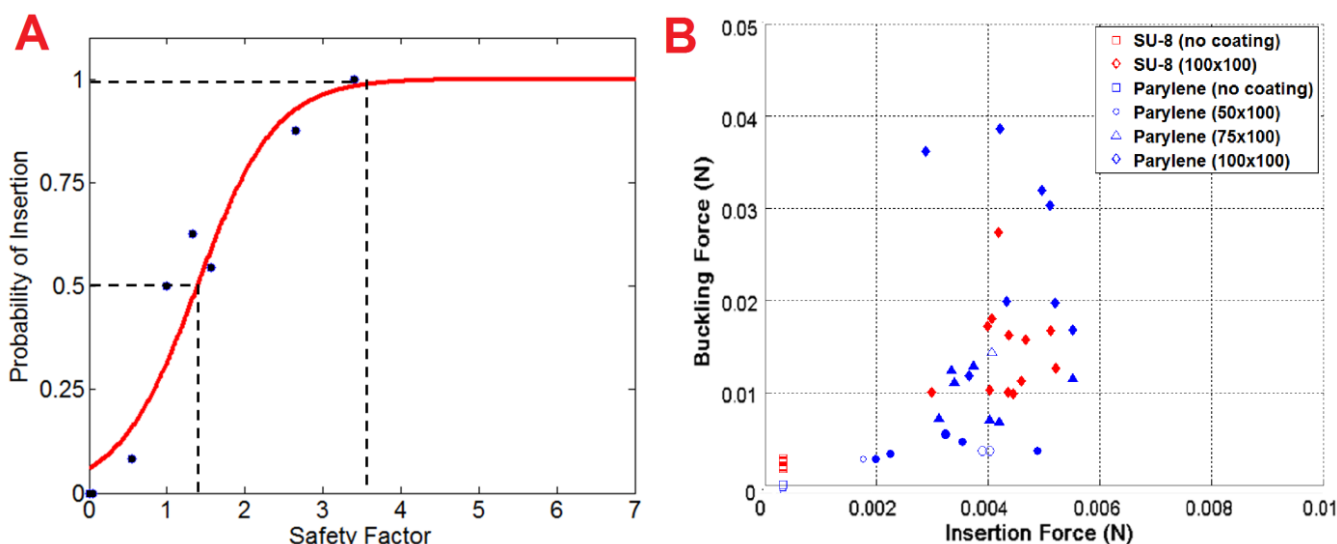 A
Probability of Insertion
1
0.75
0.5
0.25
0
0 1 2 3 4 5 6 7
Safety Factor
B
Buckling Force (N)
0.05
0.04
0.03
0.02
0.01
0
0 0.002 0.004 0.006 0.008 0.01
Insertion Force (N)
SU-8 (no coating)
SU-8 (100x100)
Parylene (no coating)
Parylene (50x100)
Parylene (75x100)
Parylene (100x100)